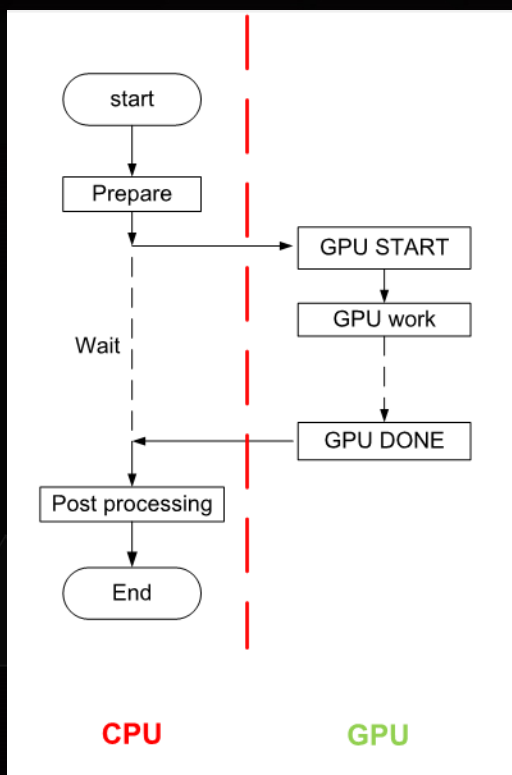 start
Prepare
GPU START
GPU work
Wait
GPU DONE
Post processing
End
CPU
GPU